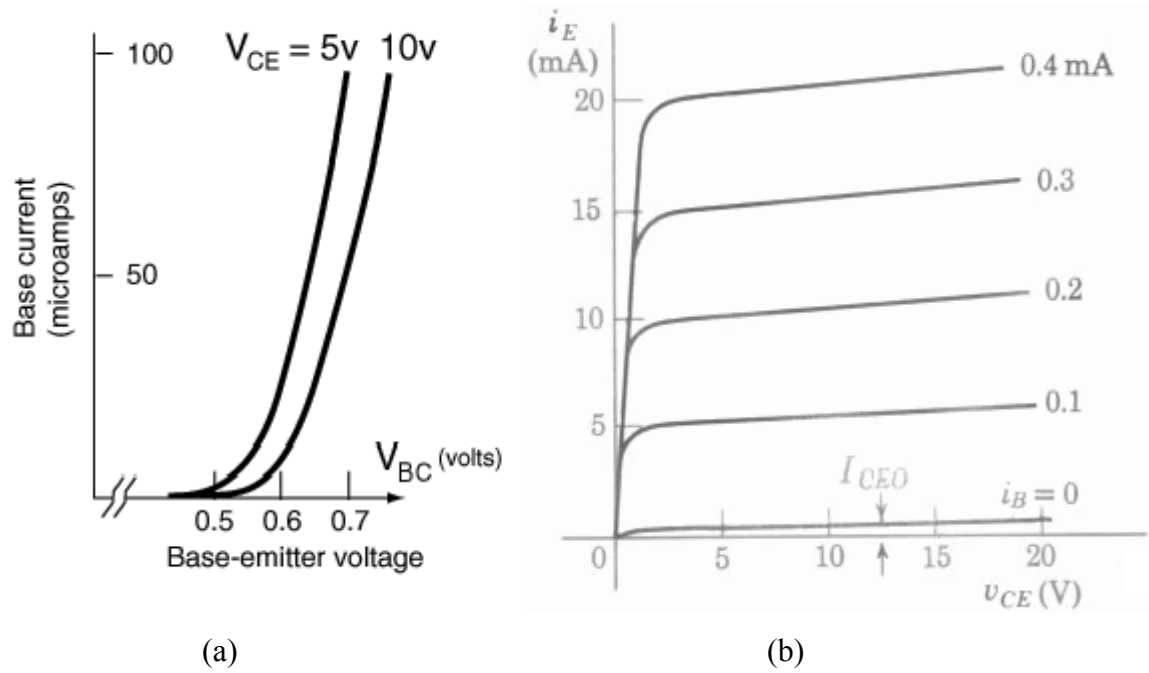 100
V_CE = 5v 10v
50
Base current
(microamps)
V_BC (volts)
0.5 0.6 0.7
Base-emitter voltage
(a)
i_E
(mA)
20
15
10
5
0
0.4 mA
0.3
0.2
0.1
I_CEO
i_B = 0
5 10 15 20
v_CE (V)
(b)